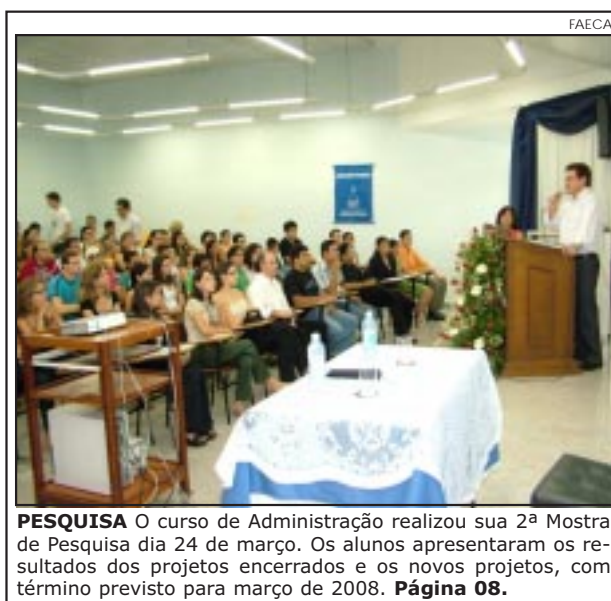 FAECA
PESQUISA O curso de Administração realizou sua 2ª Mostra
de Pesquisa dia 24 de março. Os alunos apresentaram os re-
sultados dos projetos encerrados e os novos projetos, com
término previsto para março de 2008. Página 08.